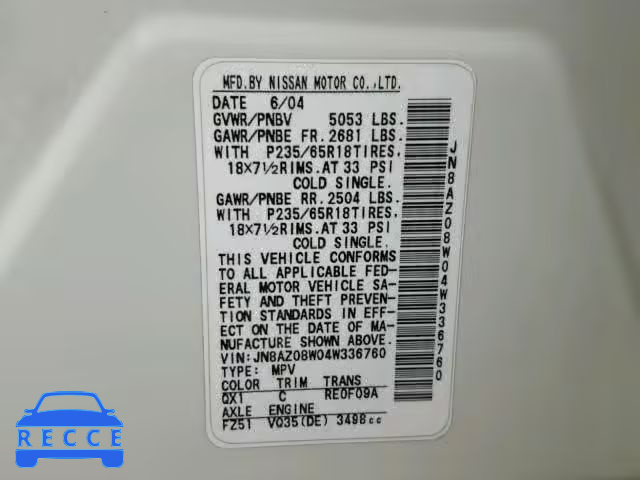 MFD.BY NISSAN MOTOR CO.,LTD.
DATE 6/04
GVWR/PNBV 5053 LBS.
GAWR/PNBE FR. 2681 LBS.
WITH P235/65R18TIRES,
18×7½RIMS.AT 33 PSI
COLD SINGLE.
GAWR/PNBE RR. 2504 LBS.
WITH P235/65R18TIRES,
18×7½RIMS.AT 33 PSI
COLD SINGLE.
THIS VEHICLE CONFORMS
TO ALL APPLICABLE FED-
ERAL MOTOR VEHICLE SA-
FETY AND THEFT PREVEN-
TION STANDARDS IN EFF-
ECT ON THE DATE OF MA-
NUFACTURE SHOWN ABOVE.
VIN: JN8AZ08W04W336760
TYPE: MPV
COLOR TRIM TRANS
QX1 C RE0F09A
AXLE ENGINE
FZ51 VQ35(DE) 3498cc
JN8AZ08W04W336760
RECCE